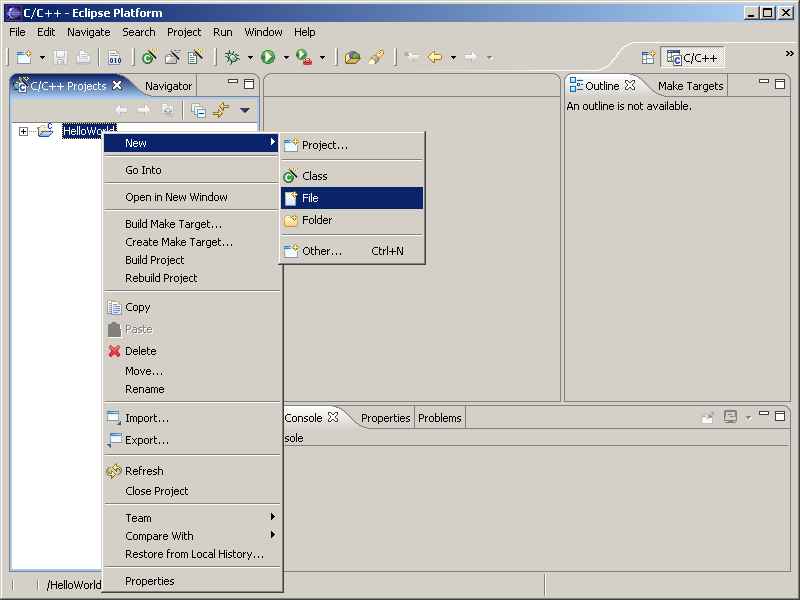 C/C++ - Eclipse Platform
File Edit Navigate Search Project Run Window Help
010
C/C++
»
C/C++ Projects Navigator
Outline Make Targets
An outline is not available.
HelloWorld
New
Go Into
Open in New Window
Build Make Target...
Create Make Target...
Build Project
Rebuild Project
Copy
Paste
Delete
Move...
Rename
Import...
Export...
Refresh
Close Project
Team
Compare With
Restore from Local History...
Properties
Project...
Class
File
Folder
Other... Ctrl+N
Console Properties Problems
sole
/HelloWorld